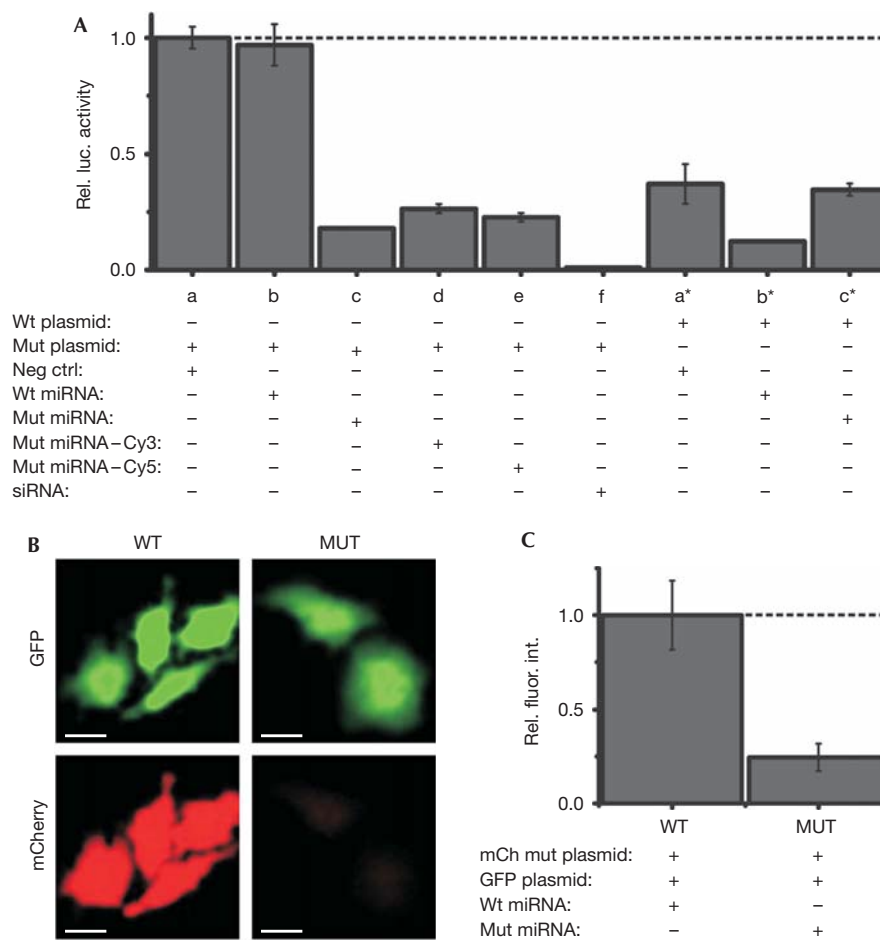 A
1.0
0.5
0.0
Rel. luc. activity
a b c d e f a* b* c*
Wt plasmid: – – – – – – + + +
Mut plasmid: + + + + + + – – –
Neg ctrl: + – – – – – + – –
Wt miRNA: – + – – – – – + –
Mut miRNA: – – + – – – – – +
Mut miRNA–Cy3: – – – + – – – – –
Mut miRNA–Cy5: – – – – + – – – –
siRNA: – – – – – + – – –
B
WT MUT
GFP
mCherry
C
1.0
0.5
0.0
Rel. fluor. int.
WT MUT
mCh mut plasmid: + +
GFP plasmid: + +
Wt miRNA: + –
Mut miRNA: – +